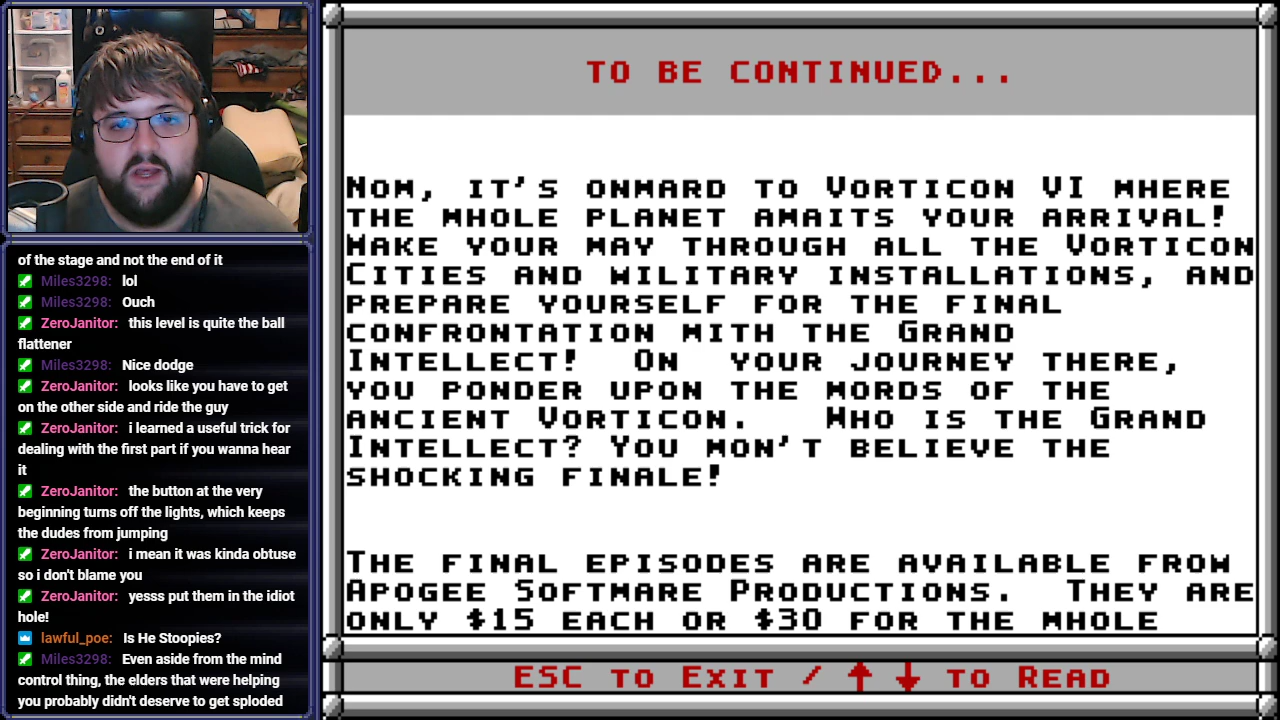 of the stage and not the end of it
Miles3298: lol
Miles3298: Ouch
ZeroJanitor: this level is quite the ball
flattener
Miles3298: Nice dodge
ZeroJanitor: looks like you have to get
on the other side and ride the guy
ZeroJanitor: i learned a useful trick for
dealing with the first part if you wanna hear
it
ZeroJanitor: the button at the very
beginning turns off the lights, which keeps
the dudes from jumping
ZeroJanitor: i mean it was kinda obtuse
so i don't blame you
ZeroJanitor: yesss put them in the idiot
hole!
lawful_poe: Is He Stoopies?
Miles3298: Even aside from the mind
control thing, the elders that were helping
you probably didn't deserve to get sploded
TO BE CONTINUED...
Now, it's onward to Vorticon VI where
the whole planet awaits your arrival!
Make your way through all the Vorticon
Cities and military installations, and
prepare yourself for the final
confrontation with the Grand
Intellect!  On  your journey there,
you ponder upon the words of the
ancient Vorticon.  Who is the Grand
Intellect? You won't believe the
shocking finale!
The final episodes are available from
Apogee Software Productions.  They are
only $15 each or $30 for the whole
ESC to Exit / ↑ ↓ to Read